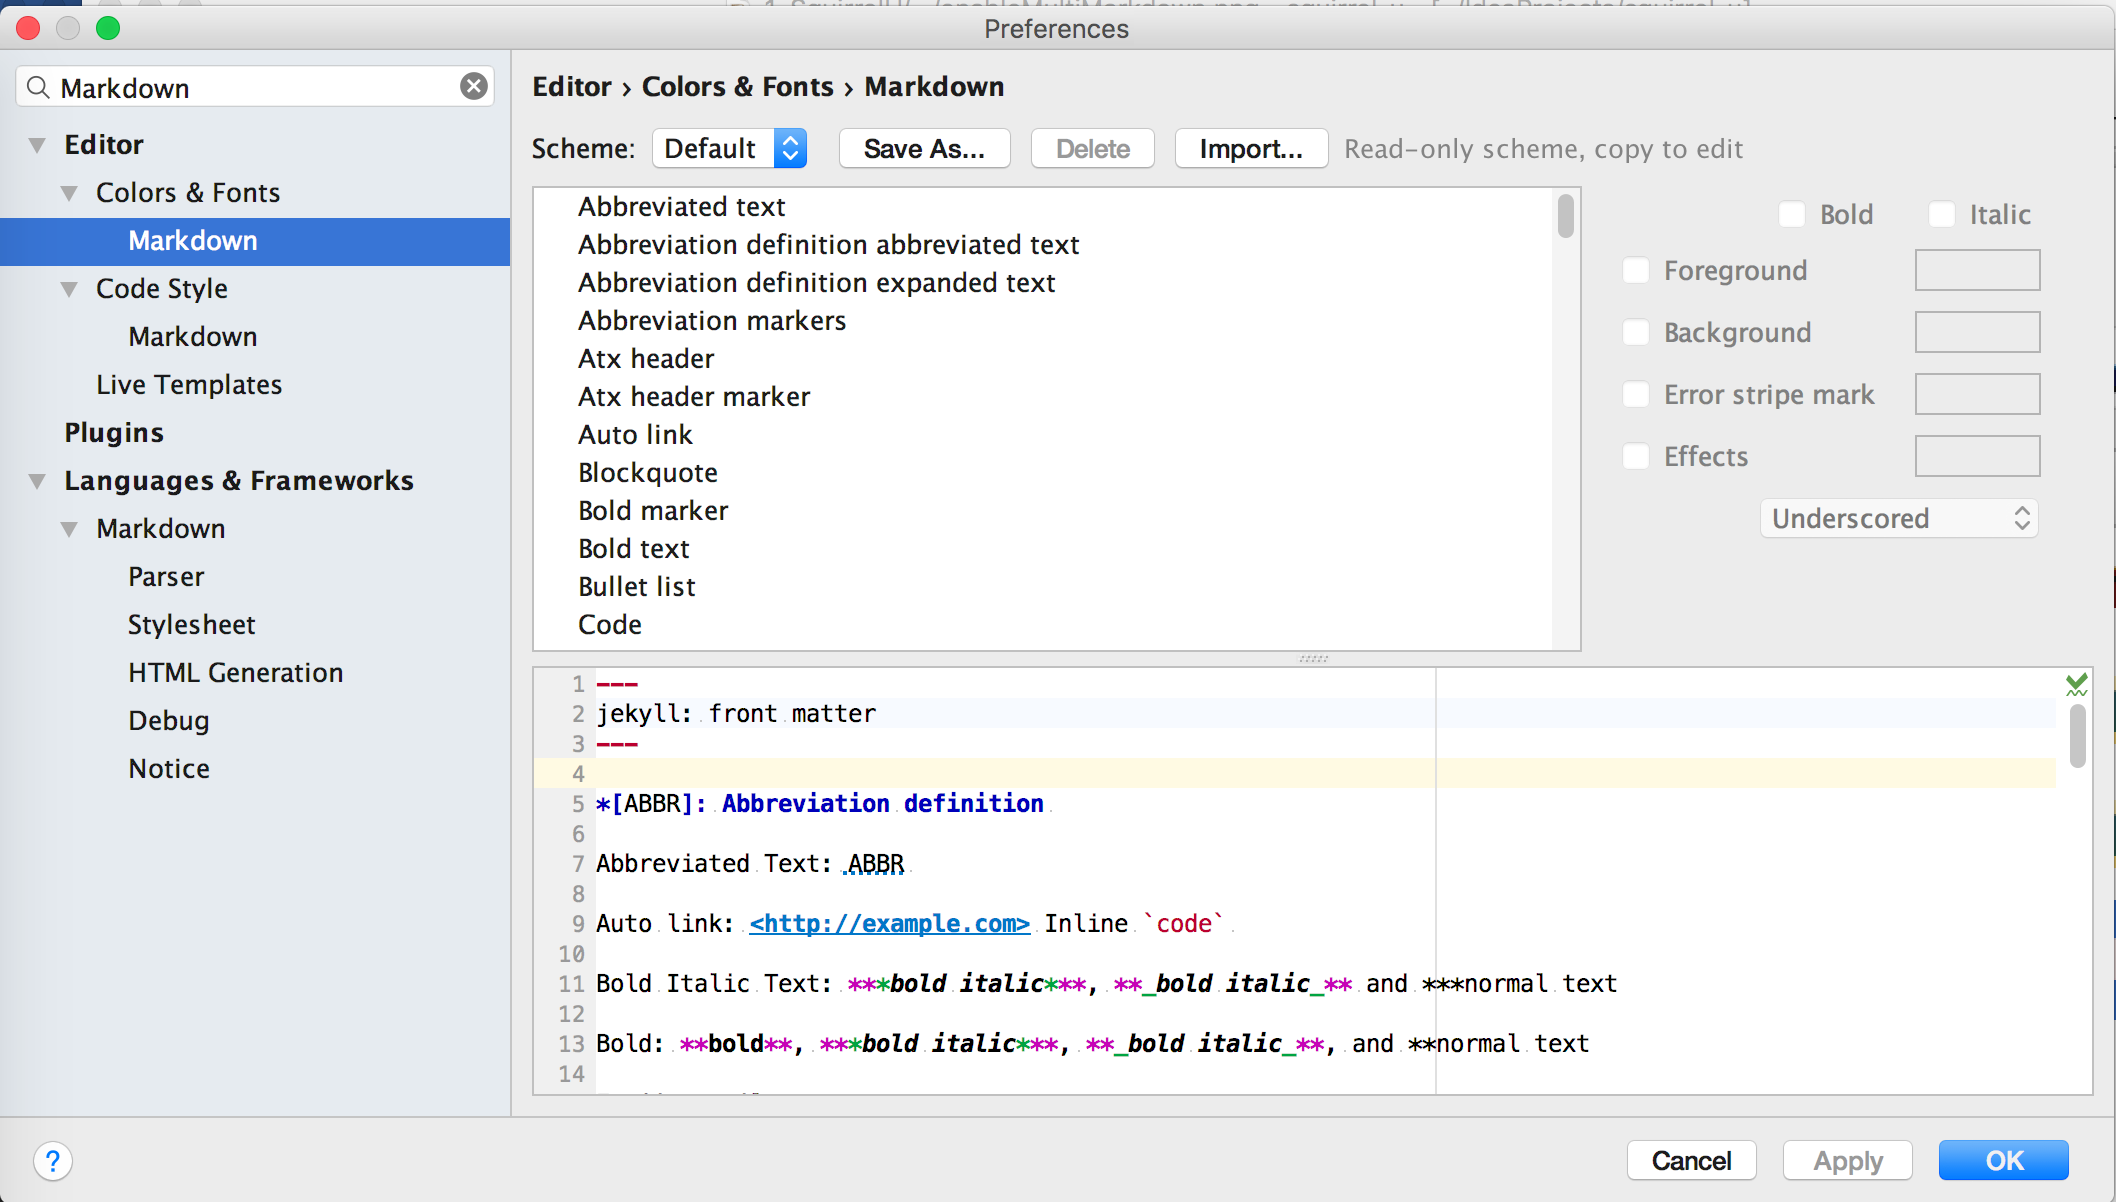 Preferences
Markdown
Editor
Colors & Fonts
Markdown
Code Style
Markdown
Live Templates
Plugins
Languages & Frameworks
Markdown
Parser
Stylesheet
HTML Generation
Debug
Notice
Editor › Colors & Fonts › Markdown
Scheme: Default Save As... Delete Import... Read-only scheme, copy to edit
Abbreviated text
Abbreviation definition abbreviated text
Abbreviation definition expanded text
Abbreviation markers
Atx header
Atx header marker
Auto link
Blockquote
Bold marker
Bold text
Bullet list
Code
Bold Italic
Foreground
Background
Error stripe mark
Effects
Underscored
1 ---
2 jekyll: front matter
3 ---
4
5 *[ABBR]: Abbreviation definition
6
7 Abbreviated Text: ABBR
8
9 Auto link: <http://example.com> Inline `code`
10
11 Bold Italic Text: ***bold italic***, **_bold italic_** and ***normal text
12
13 Bold: **bold**, ***bold italic***, **_bold italic_**, and **normal text
14
? Cancel Apply OK